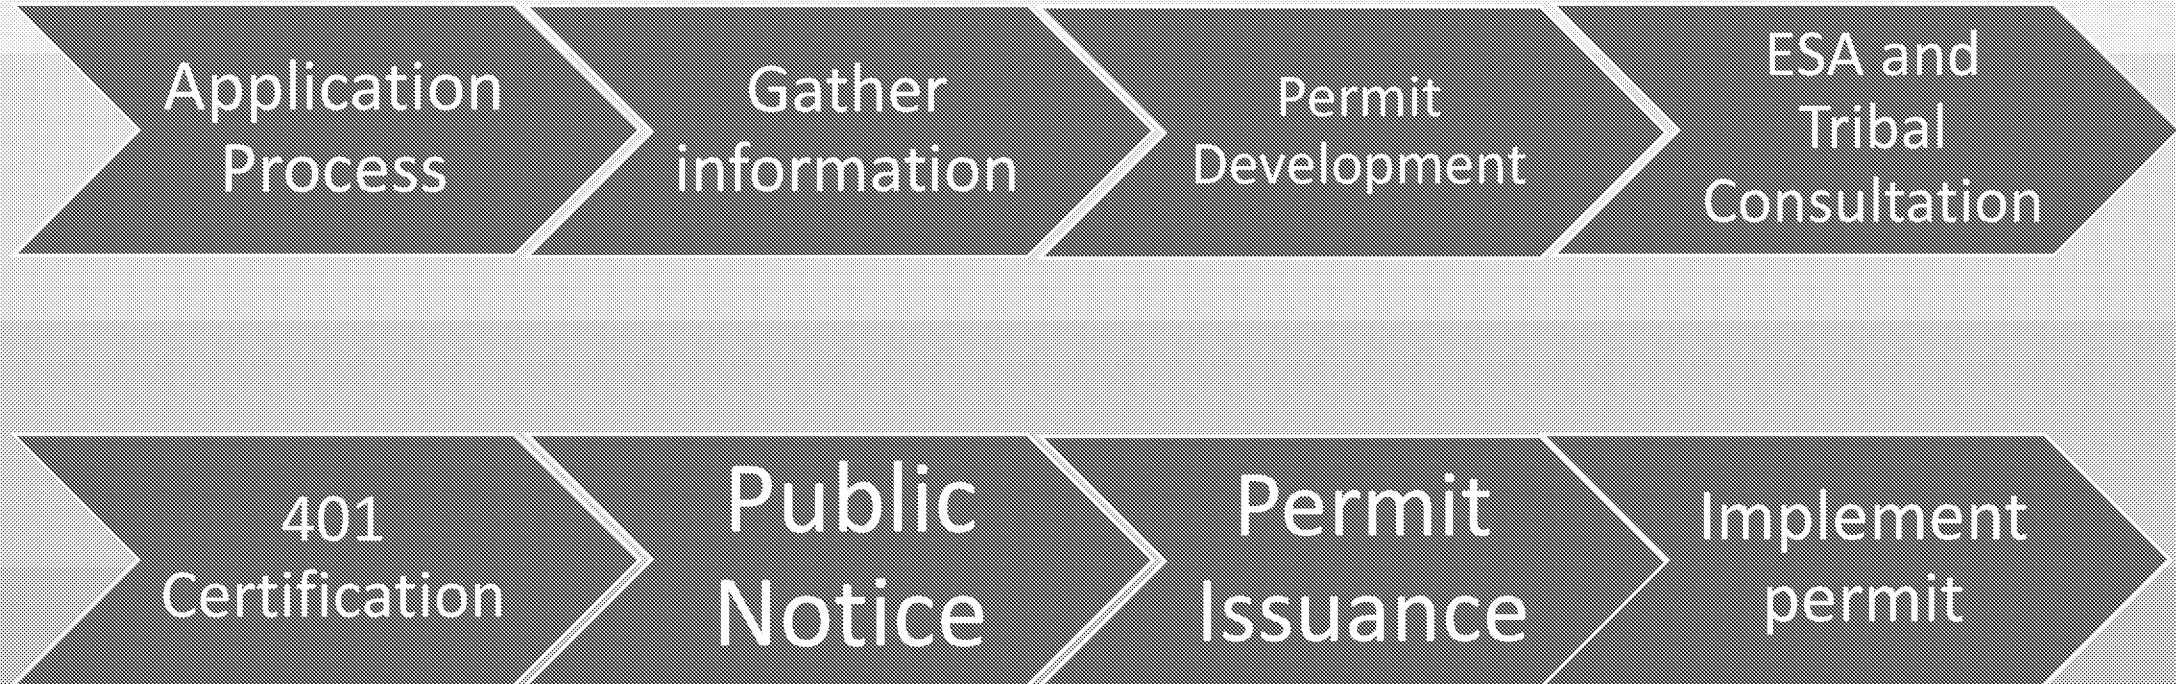 Application
Process
Gather
information
Permit
Development
ESA and
Tribal
Consultation
401
Certification
Public
Notice
Permit
Issuance
Implement
permit